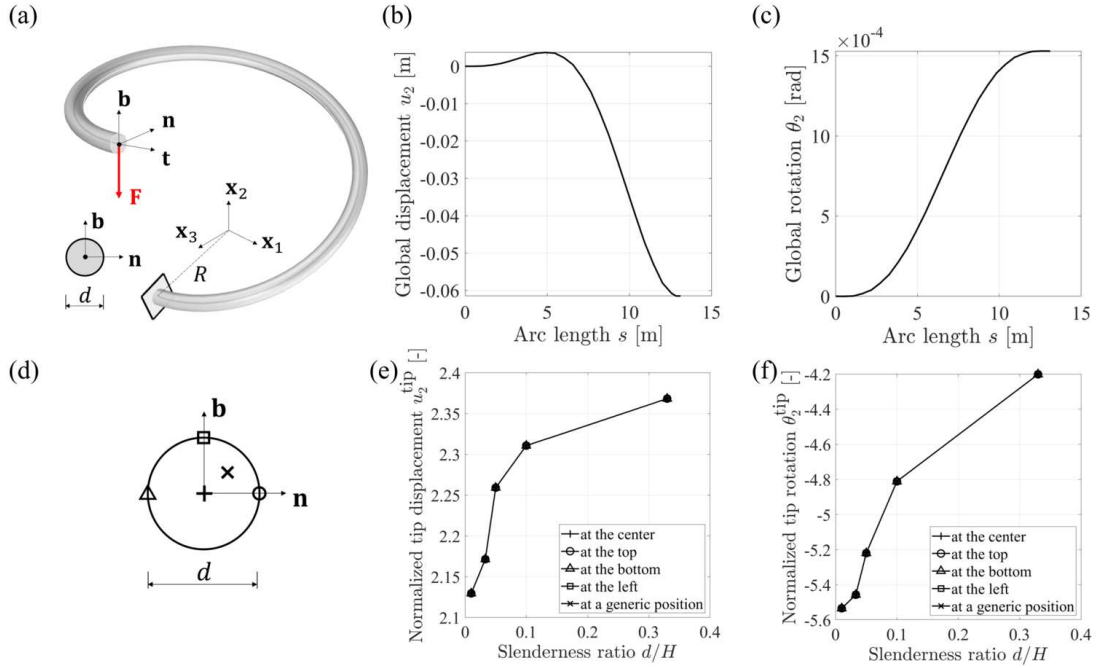 (a)
b
n
t
F
x₂
x₃
x₁
R
b
n
d
(b)
Global displacement u₂ [m]
0
-0.01
-0.02
-0.03
-0.04
-0.05
-0.06
0 5 10 15
Arc length s [m]
(c)
×10⁻⁴
Global rotation θ₂ [rad]
15
10
5
0
0 5 10 15
Arc length s [m]
(d)
b
n
d
(e)
Normalized tip displacement u₂ᵗⁱᵖ [-]
2.4
2.35
2.3
2.25
2.2
2.15
2.1
0 0.1 0.2 0.3 0.4
Slenderness ratio d/H
at the center
at the top
at the bottom
at the left
at a generic position
(f)
Normalized tip rotation θ₂ᵗⁱᵖ [-]
-4.2
-4.4
-4.6
-4.8
-5
-5.2
-5.4
-5.6
0 0.1 0.2 0.3 0.4
Slenderness ratio d/H
at the center
at the top
at the bottom
at the left
at a generic position